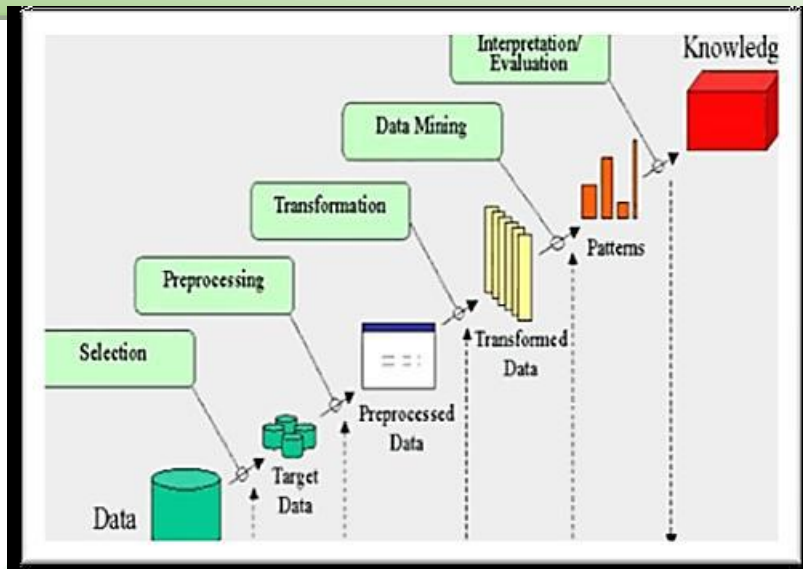 Interpretation/
Evaluation
Knowledg
Data Mining
Transformation
Patterns
Preprocessing
Transformed
Data
Selection
Preprocessed
Data
Target
Data
Data